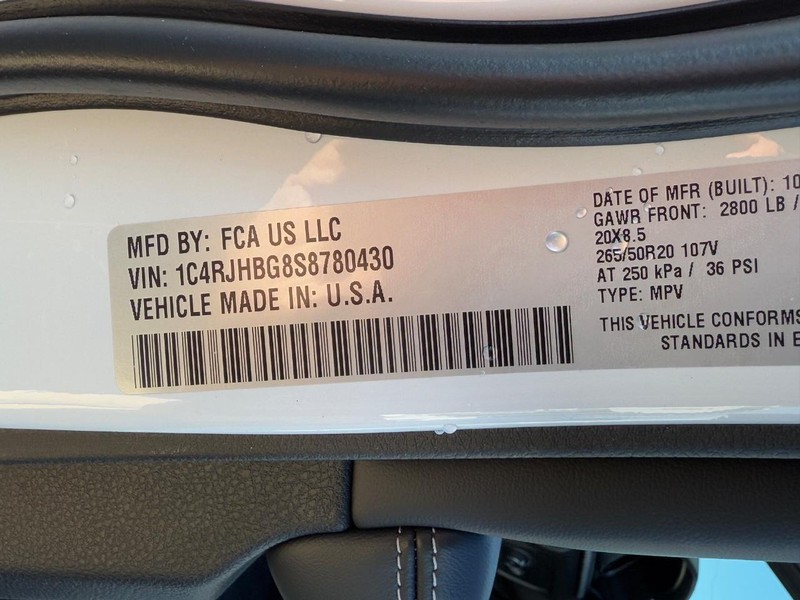 MFD BY: FCA US LLC
VIN: 1C4RJHBG8S8780430
VEHICLE MADE IN: U.S.A.
DATE OF MFR (BUILT): 10
GAWR FRONT: 2800 LB /
20X8.5
265/50R20 107V
AT 250 kPa / 36 PSI
TYPE: MPV
THIS VEHICLE CONFORMS
STANDARDS IN E